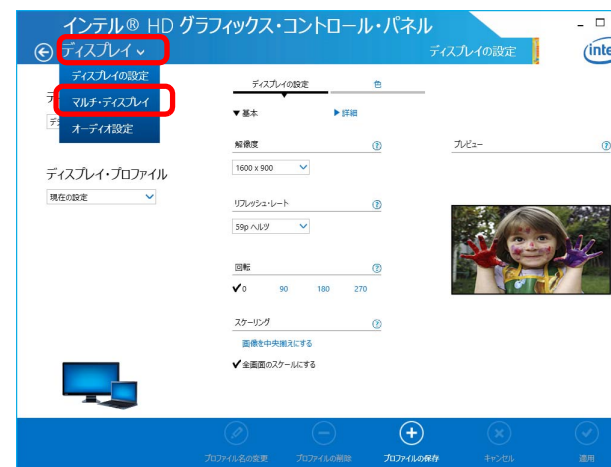 インテル® HD グラフィックス・コントロール・パネル
ディスプレイ
ディスプレイの設定
ディスプレイの設定
マルチ・ディスプレイ
オーディオ設定
ディスプレイ・プロファイル
現在の設定
ディスプレイの設定 色
▼基本 ▶詳細
解像度
1600 x 900
リフレッシュ・レート
59p ヘルツ
回転
✔0 90 180 270
スケーリング
画像を中央揃えにする
✔全画面のスケールにする
プレビュー
プロファイル名の変更 プロファイルの削除 プロファイルの保存 キャンセル 適用